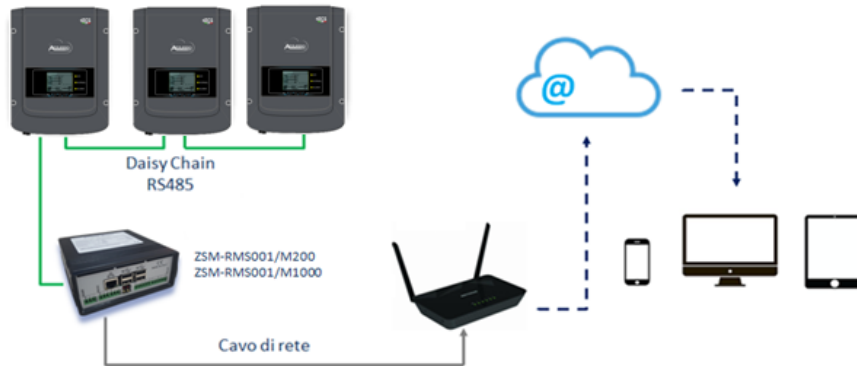 Daisy Chain
RS485
@
ZSM-RMS001/M200
ZSM-RMS001/M1000
Cavo di rete